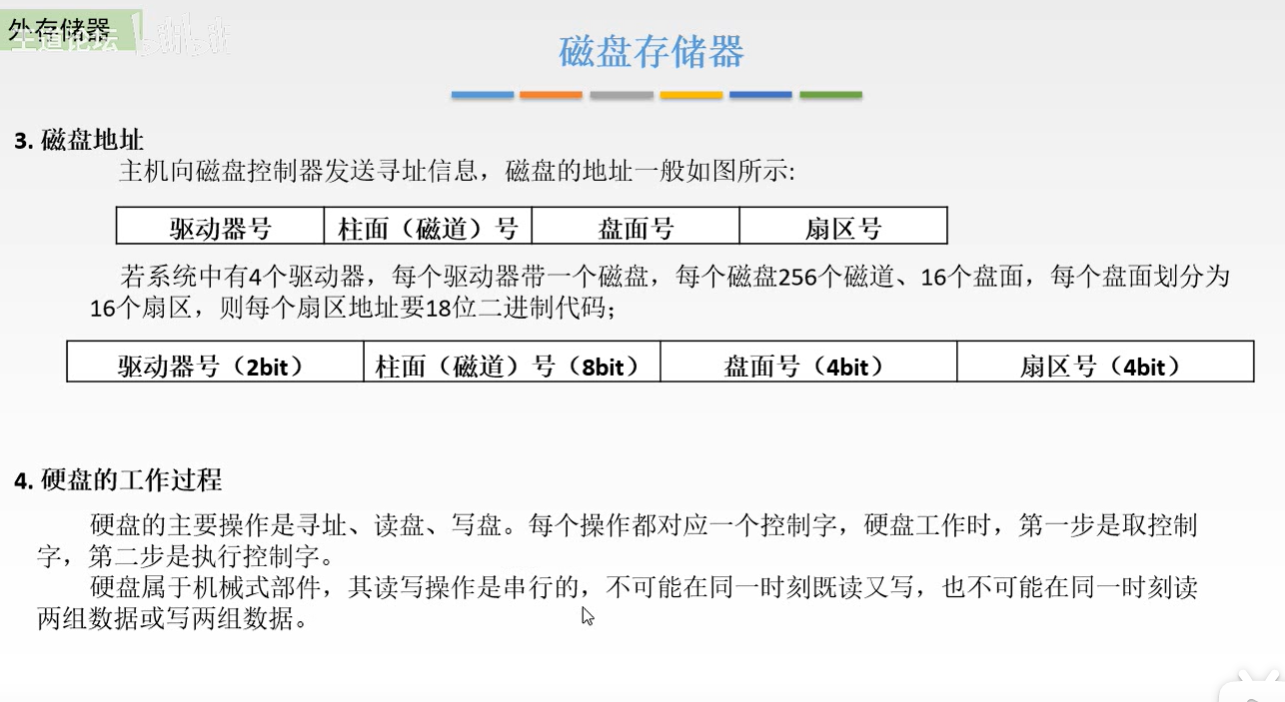 外存储器
王道论坛 bilibili
磁盘存储器
3. 磁盘地址
主机向磁盘控制器发送寻址信息，磁盘的地址一般如图所示:
驱动器号 柱面（磁道）号 盘面号 扇区号
若系统中有4个驱动器，每个驱动器带一个磁盘，每个磁盘256个磁道、16个盘面，每个盘面划分为
16个扇区，则每个扇区地址要18位二进制代码；
驱动器号（2bit） 柱面（磁道）号（8bit） 盘面号（4bit） 扇区号（4bit）
4. 硬盘的工作过程
硬盘的主要操作是寻址、读盘、写盘。每个操作都对应一个控制字，硬盘工作时，第一步是取控制
字，第二步是执行控制字。
硬盘属于机械式部件，其读写操作是串行的，不可能在同一时刻既读又写，也不可能在同一时刻读
两组数据或写两组数据。